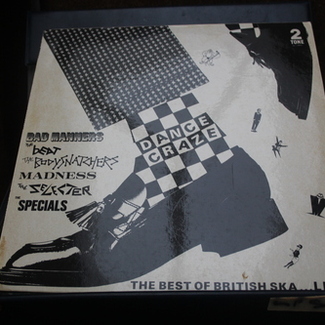 2
TONE
BAD MANNERS
THE beat
THE BODYSNATCHERS
MADNESS
THE SELECTER
THE SPECIALS
DANCE
CRAZE
THE BEST OF BRITISH SKA...LI